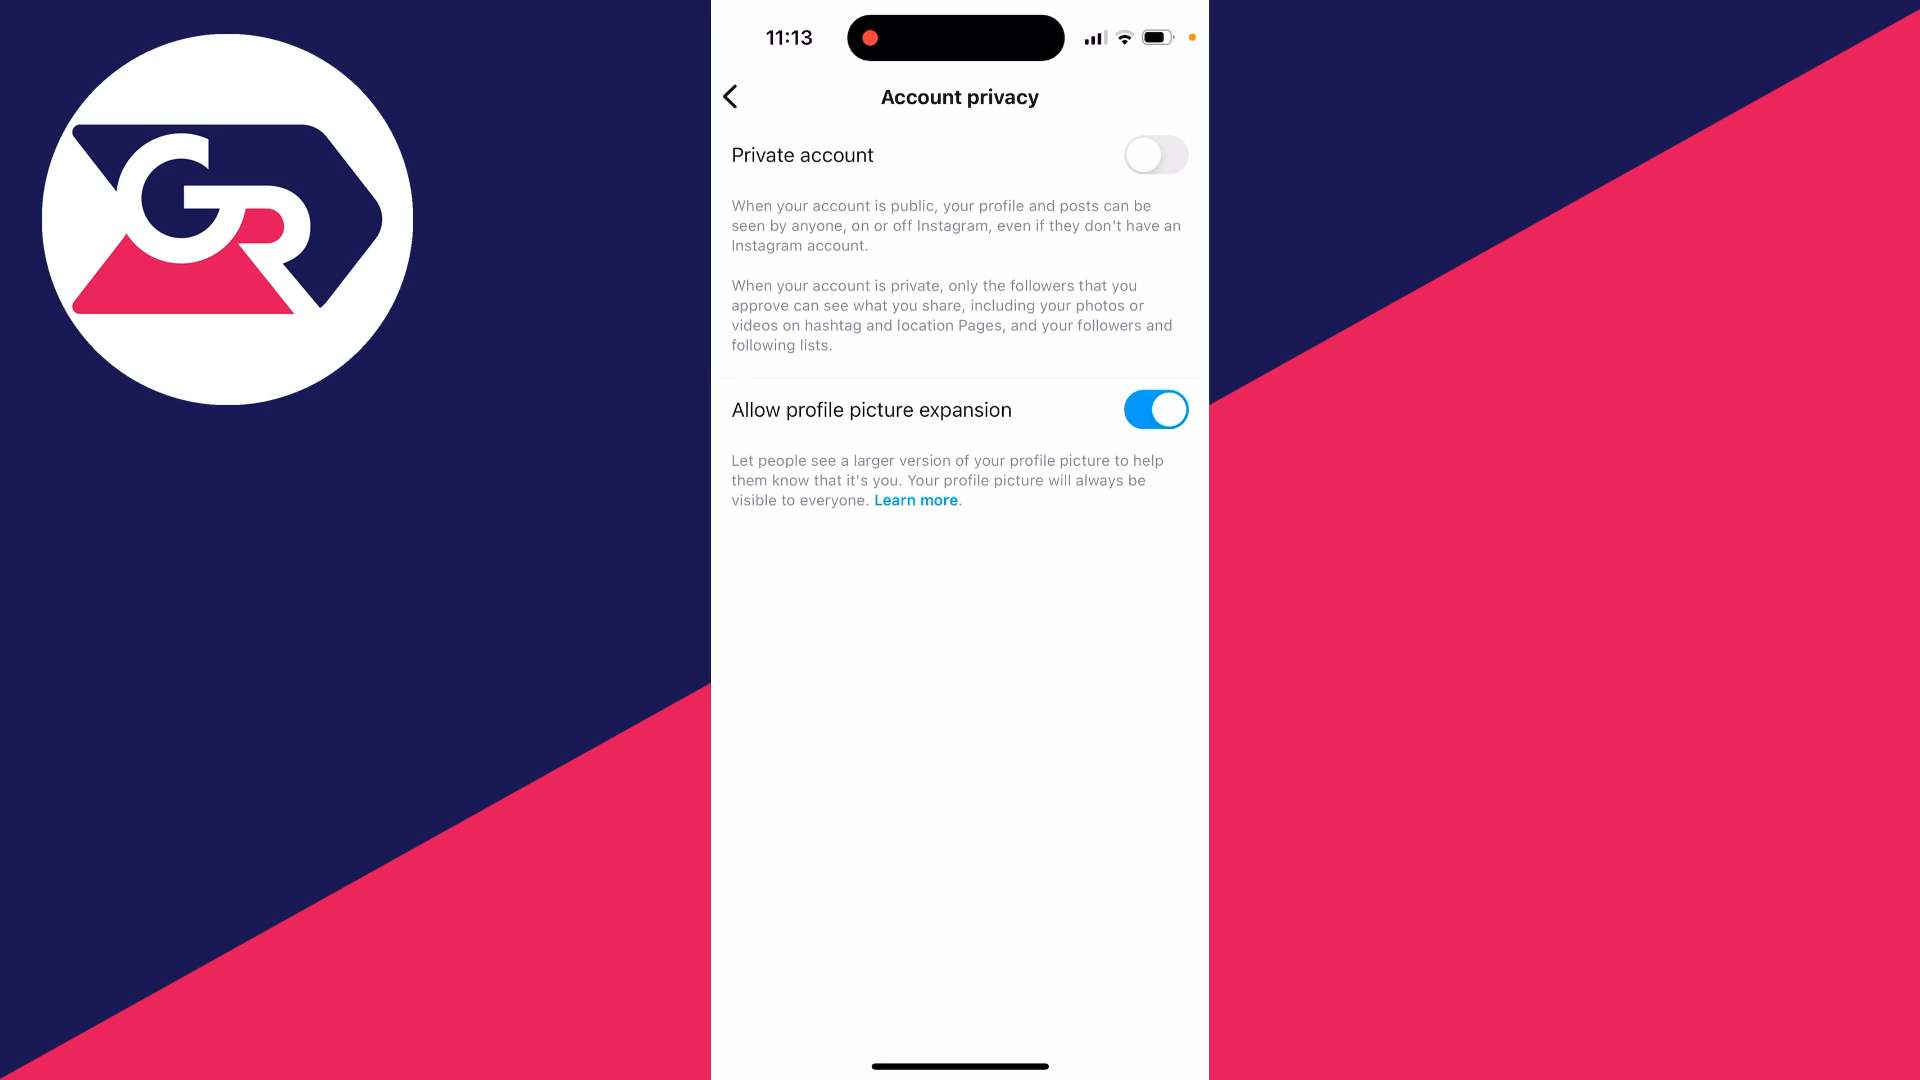 GR
11:13
Account privacy
Private account
When your account is public, your profile and posts can be
seen by anyone, on or off Instagram, even if they don't have an
Instagram account.
When your account is private, only the followers that you
approve can see what you share, including your photos or
videos on hashtag and location Pages, and your followers and
following lists.
Allow profile picture expansion
Let people see a larger version of your profile picture to help
them know that it's you. Your profile picture will always be
visible to everyone. Learn more.